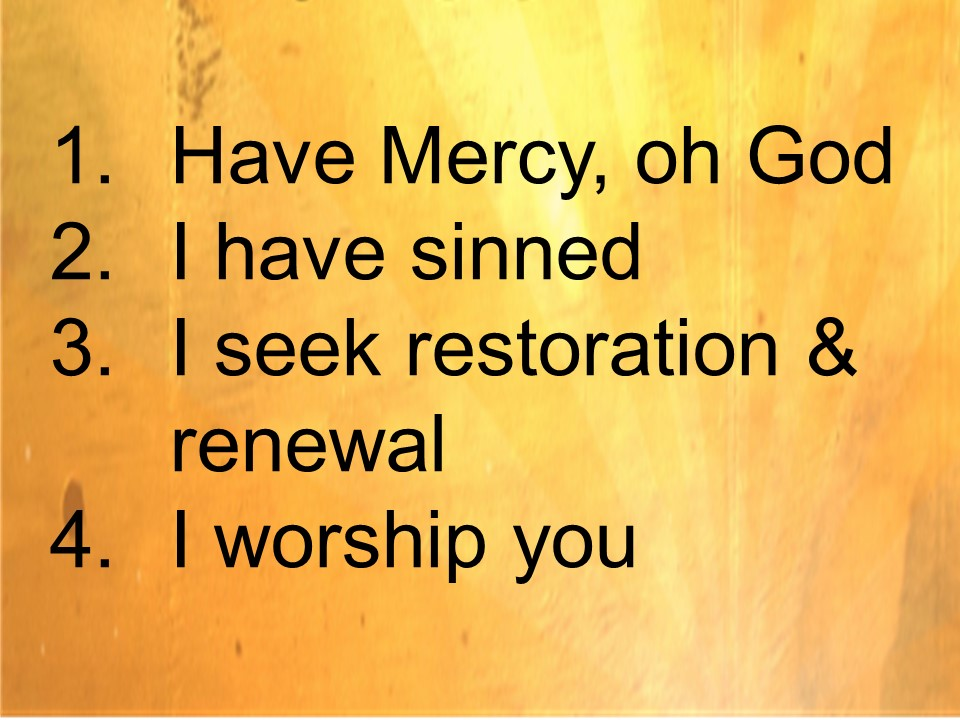 1. Have Mercy, oh God
2. I have sinned
3. I seek restoration &
renewal
4. I worship you